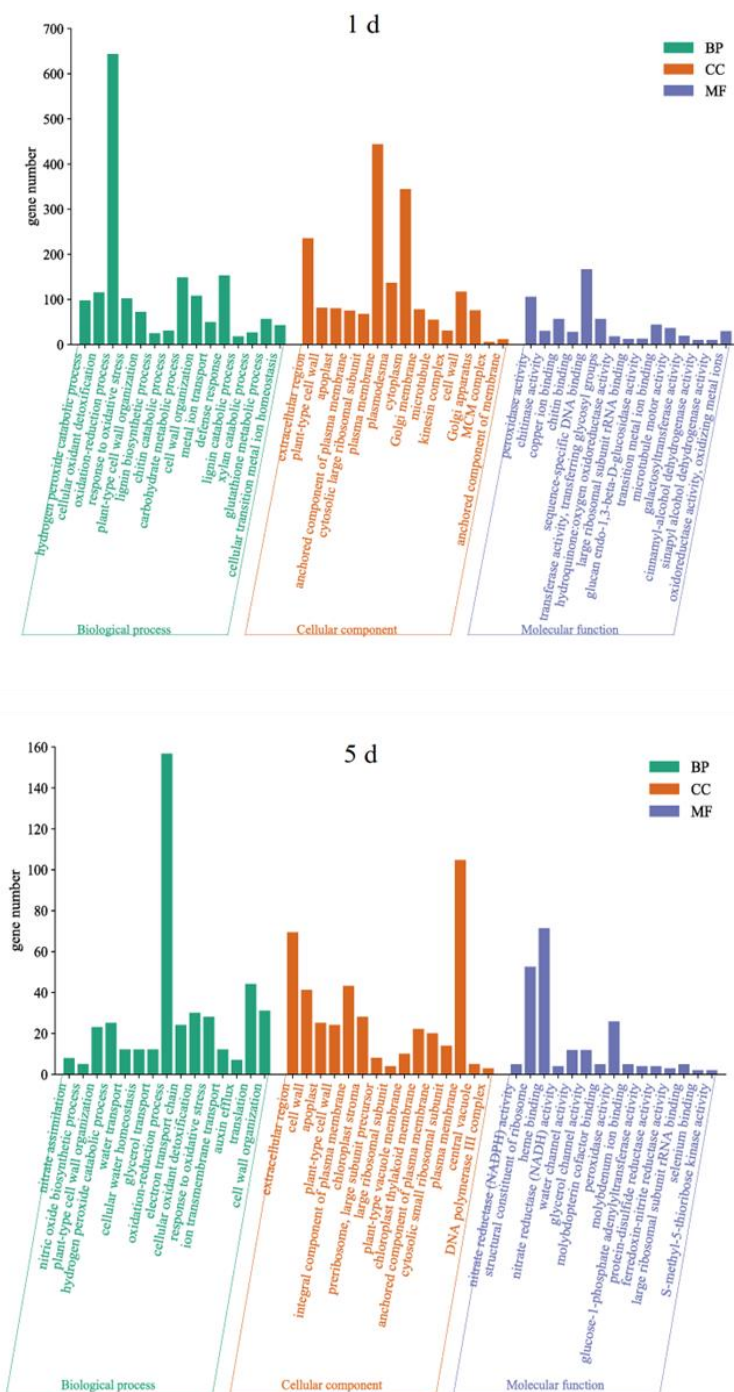 1 d
BP
CC
MF
700
600
500
400
300
200
100
0
gene number
hydrogen peroxide catabolic process
cellular oxidant detoxification
oxidation-reduction process
response to oxidative stress
plant-type cell wall organization
lignin biosynthetic process
chitin catabolic process
carbohydrate metabolic process
cell wall organization
metal ion transport
defense response
lignin catabolic process
xylan catabolic process
glutathione metabolic process
cellular transition metal ion homeostasis
extracellular region
plant-type cell wall
apoplast
anchored component of plasma membrane
cytosolic large ribosomal subunit
plasma membrane
plasmodesma
cytoplasm
Golgi membrane
microtubule
kinesin complex
cell wall
Golgi apparatus
MCM complex
anchored component of membrane
peroxidase activity
chitinase activity
copper ion binding
chitin binding
sequence-specific DNA binding
transferase activity, transferring glycosyl groups
hydroquinone:oxygen oxidoreductase activity
large ribosomal subunit rRNA binding
glucan endo-1,3-beta-D-glucosidase activity
transition metal ion binding
microtubule motor activity
galactosyltransferase activity
cinnamyl-alcohol dehydrogenase activity
sinapyl alcohol dehydrogenase activity
oxidoreductase activity, oxidizing metal ions
Biological process
Cellular component
Molecular function
5 d
BP
CC
MF
160
140
120
100
80
60
40
20
0
gene number
nitrate assimilation
nitric oxide biosynthetic process
plant-type cell wall organization
hydrogen peroxide catabolic process
water transport
cellular water homeostasis
glycerol transport
oxidation-reduction process
electron transport chain
cellular oxidant detoxification
response to oxidative stress
ion transmembrane transport
auxin efflux
translation
cell wall organization
extracellular region
cell wall
apoplast
plant-type cell wall
integral component of plasma membrane
chloroplast stroma
preribosome, large subunit precursor
large ribosomal subunit
plant-type vacuole membrane
chloroplast thylakoid membrane
anchored component of plasma membrane
cytosolic small ribosomal subunit
plasma membrane
central vacuole
DNA polymerase III complex
nitrate reductase (NADPH) activity
structural constituent of ribosome
heme binding
nitrate reductase (NADH) activity
water channel activity
glycerol channel activity
molybdopterin cofactor binding
peroxidase activity
molybdenum ion binding
glucose-1-phosphate adenylyltransferase activity
protein-disulfide reductase activity
ferredoxin-nitrite reductase activity
large ribosomal subunit rRNA binding
selenium binding
S-methyl-5-thioribose kinase activity
Biological process
Cellular component
Molecular function